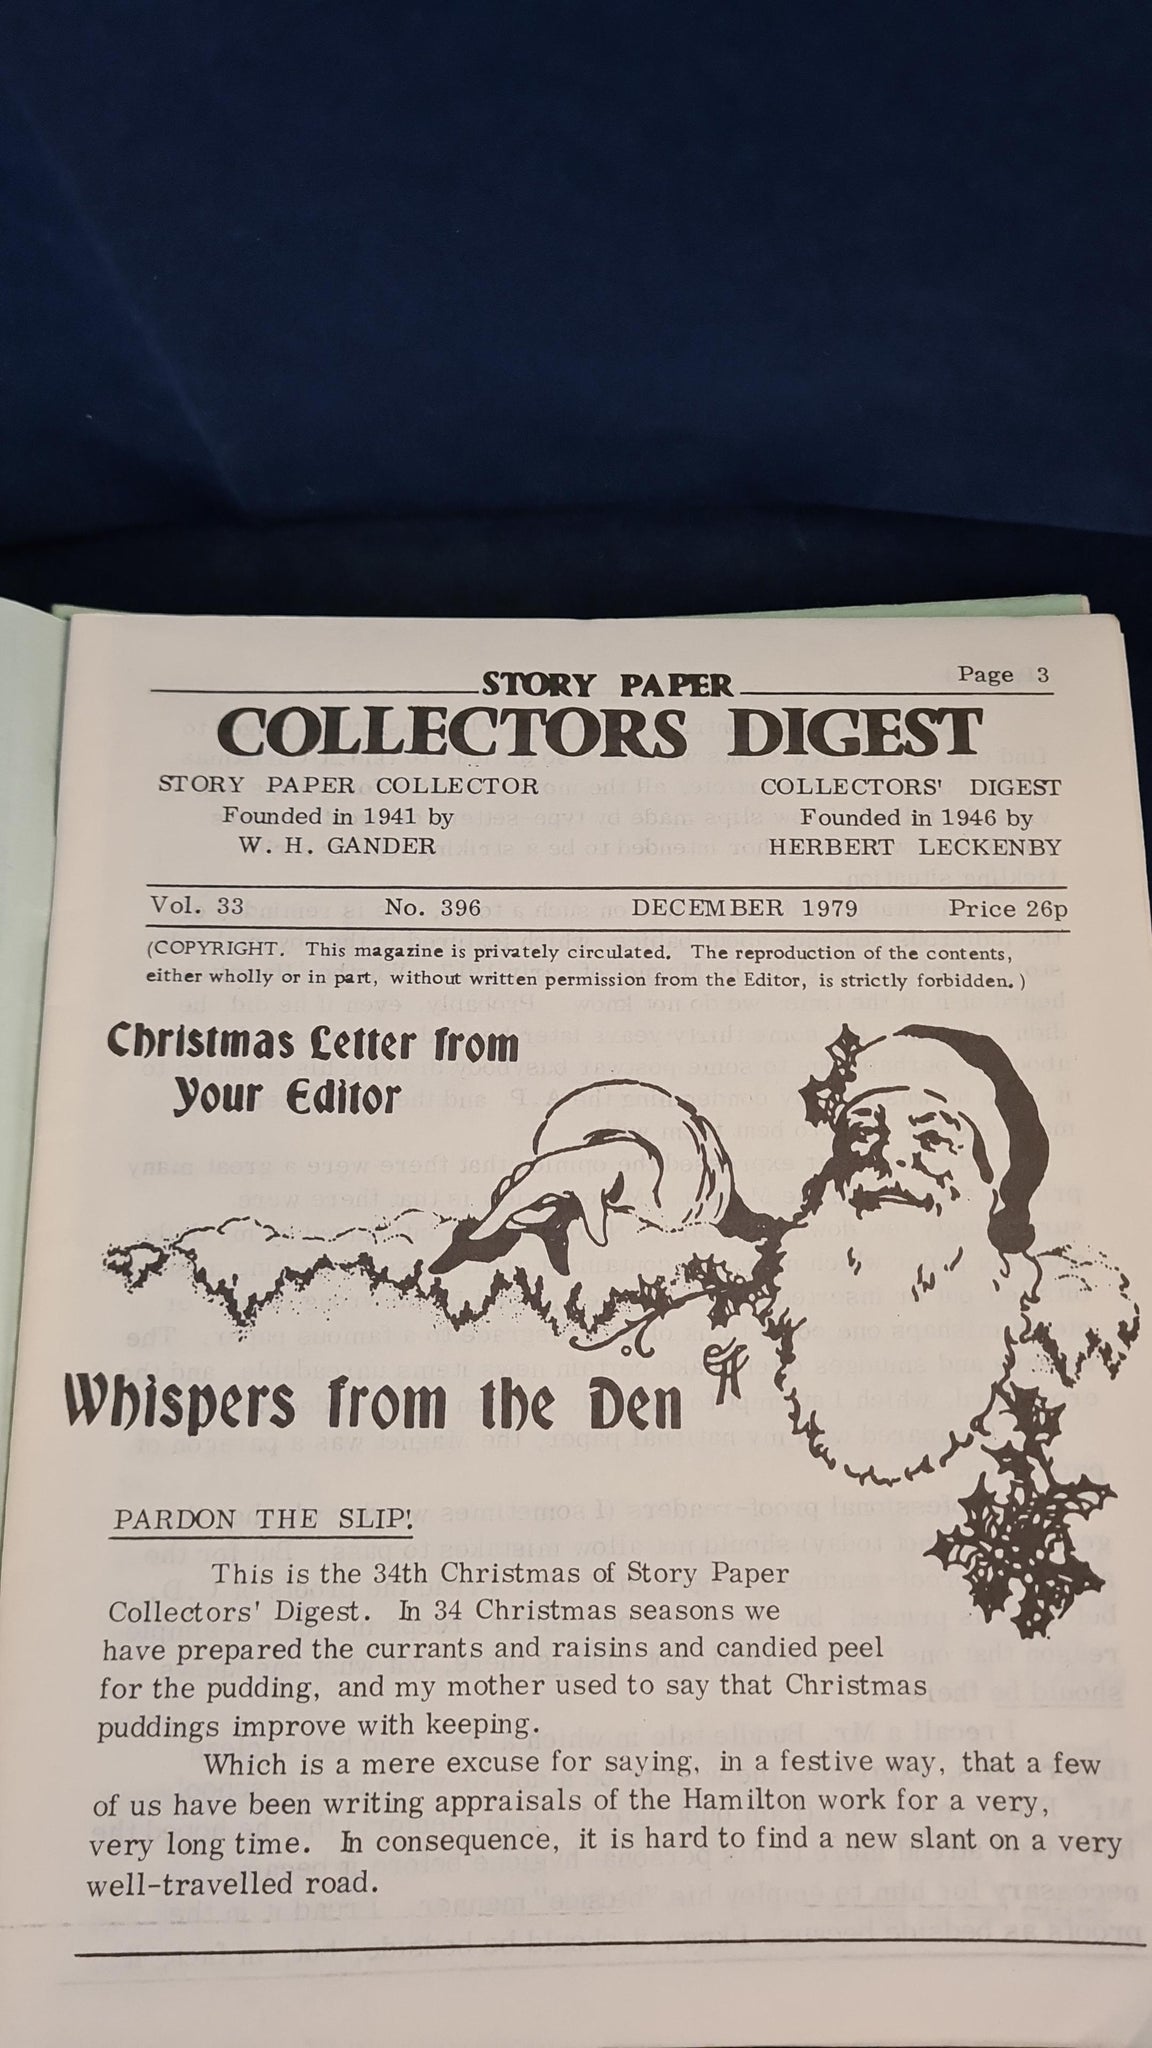 Page 3
STORY PAPER
COLLECTORS DIGEST
STORY PAPER COLLECTOR
Founded in 1941 by
W. H. GANDER
COLLECTORS' DIGEST
Founded in 1946 by
HERBERT LECKENBY
Vol. 33 No. 396 DECEMBER 1979 Price 26p
(COPYRIGHT. This magazine is privately circulated. The reproduction of the contents,
either wholly or in part, without written permission from the Editor, is strictly forbidden.)
Christmas Letter from
Your Editor
Whispers from the Den
PARDON THE SLIP!
This is the 34th Christmas of Story Paper
Collectors' Digest. In 34 Christmas seasons we
have prepared the currants and raisins and candied peel
for the pudding, and my mother used to say that Christmas
puddings improve with keeping.
Which is a mere excuse for saying, in a festive way, that a few
of us have been writing appraisals of the Hamilton work for a very,
very long time. In consequence, it is hard to find a new slant on a very
well-travelled road.